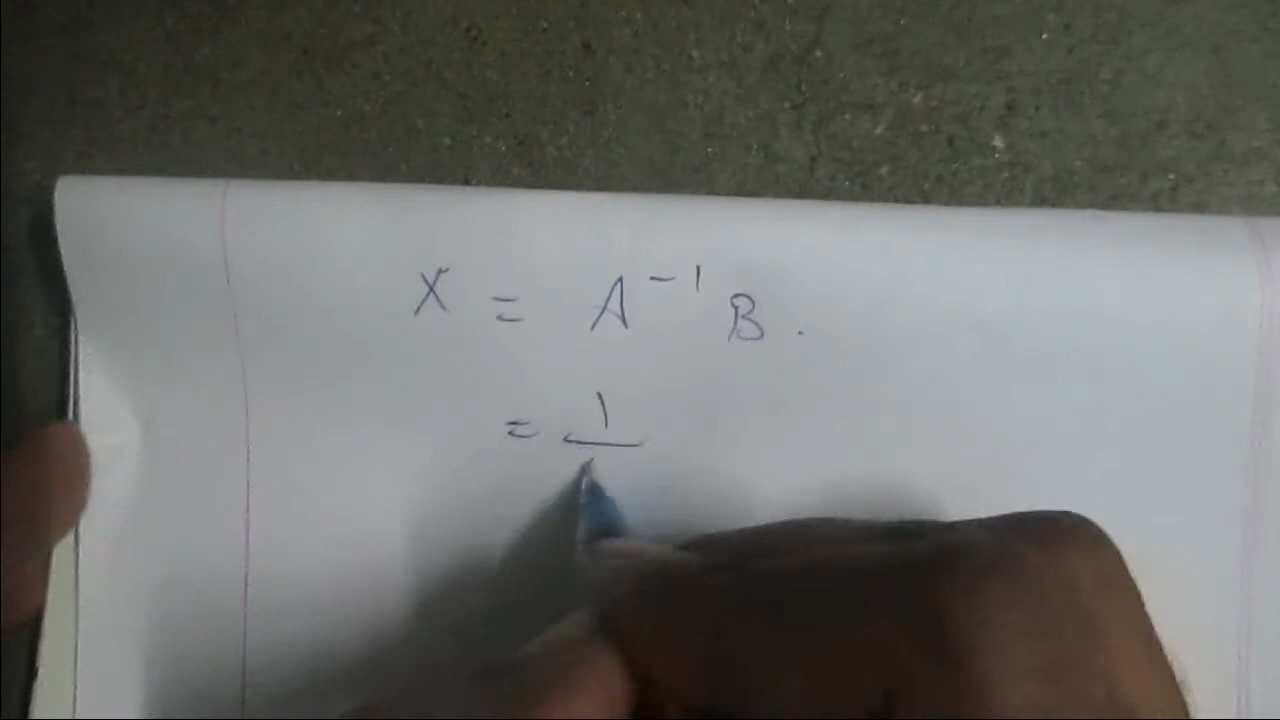 X = A⁻¹ B.
= 1/